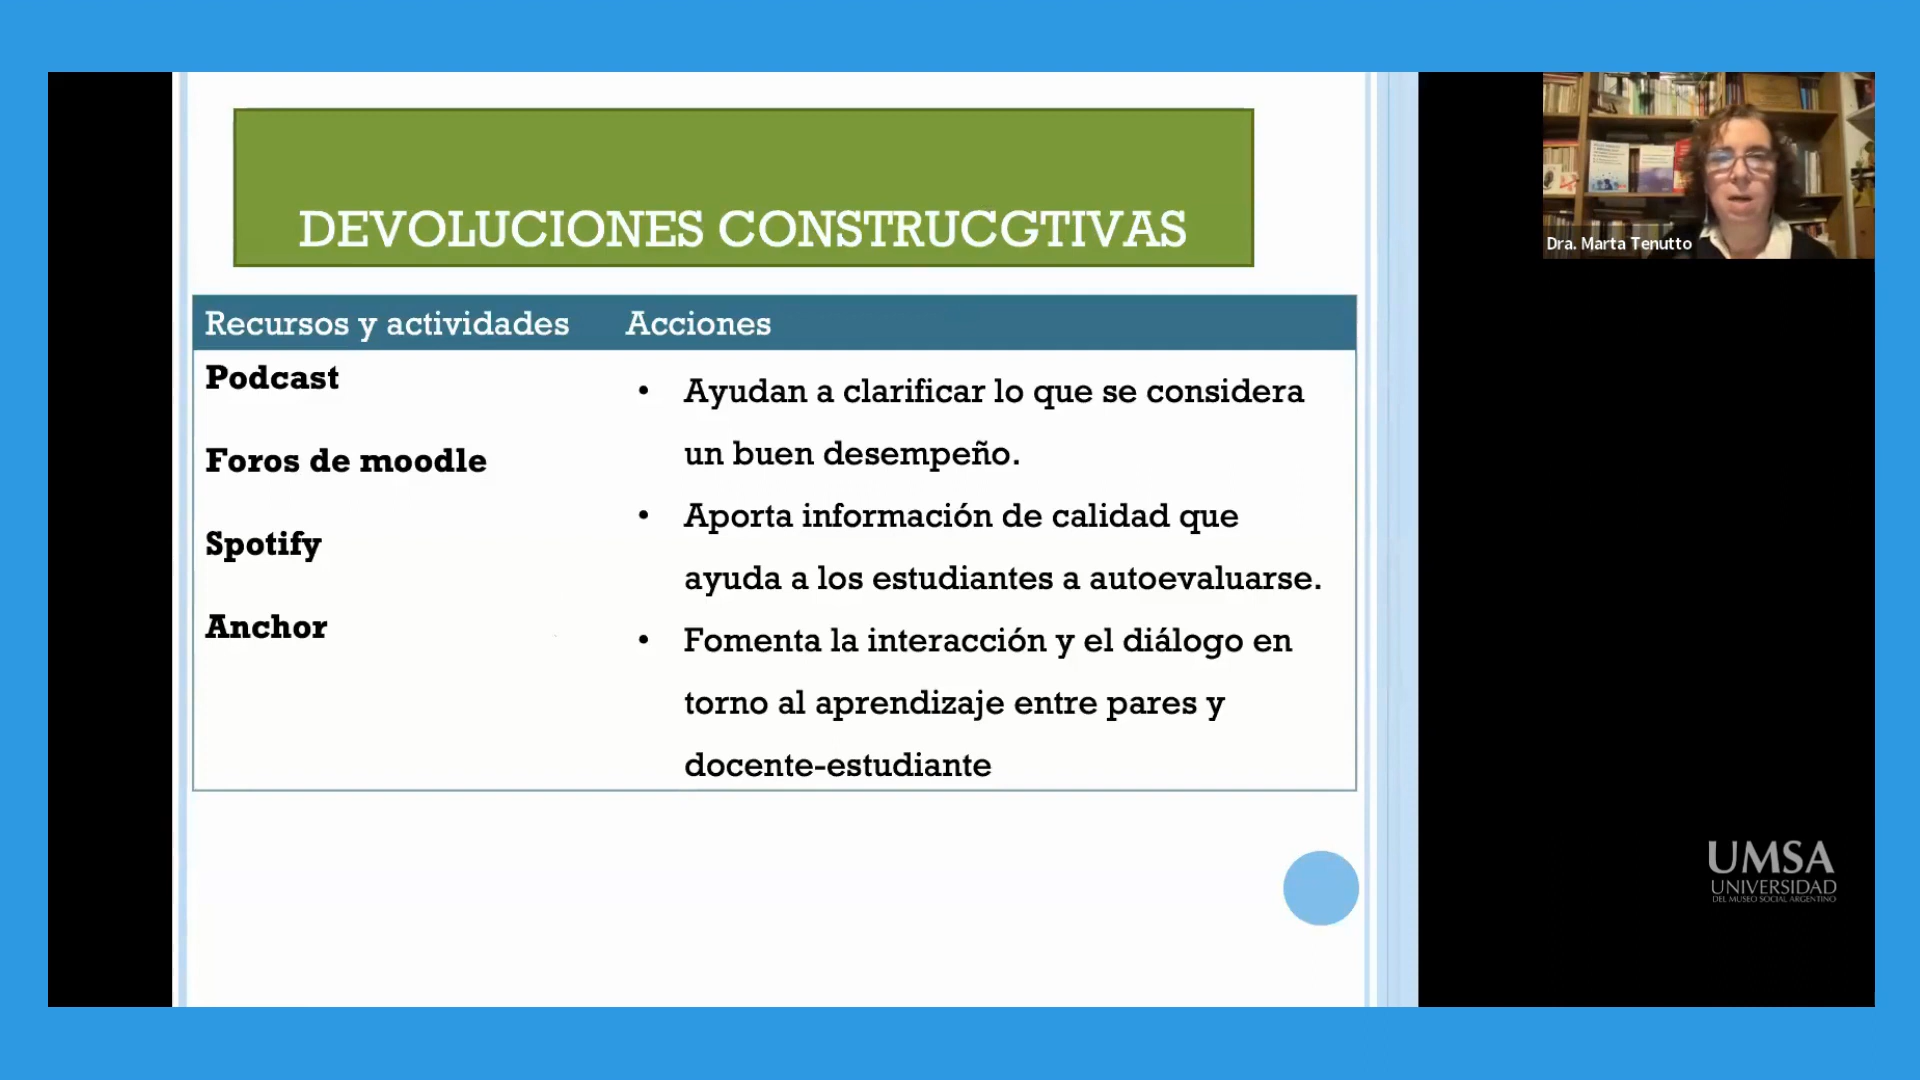 DEVOLUCIONES CONSTRUCGTIVAS
Recursos y actividades
Acciones
Podcast
Foros de moodle
Spotify
Anchor
• Ayudan a clarificar lo que se considera
un buen desempeño.
• Aporta información de calidad que
ayuda a los estudiantes a autoevaluarse.
• Fomenta la interacción y el diálogo en
torno al aprendizaje entre pares y
docente-estudiante
Dra. Marta Tenutto
UMSA
UNIVERSIDAD
DEL MUSEO SOCIAL ARGENTINO